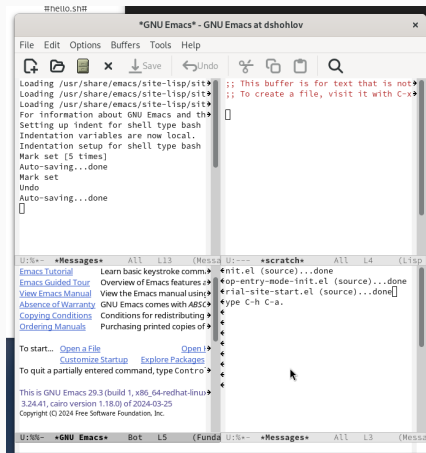 #hello.sh#
*GNU Emacs* - GNU Emacs at dshohlov
File Edit Options Buffers Tools Help
Save Undo
Loading /usr/share/emacs/site-lisp/sit
Loading /usr/share/emacs/site-lisp/sit
Loading /usr/share/emacs/site-lisp/sit
For information about GNU Emacs and th
Setting up indent for shell type bash
Indentation variables are now local.
Indentation setup for shell type bash
Mark set [5 times]
Auto-saving...done
Mark set
Undo
Auto-saving...done
U:%*- *Messages* All L13 (Messa
;; This buffer is for text that is not
;; To create a file, visit it with C-x
U:--- *scratch* All L4 (Lisp
Emacs Tutorial Learn basic keystroke comm
Emacs Guided Tour Overview of Emacs features a
View Emacs Manual View the Emacs manual using
Absence of Warranty GNU Emacs comes with ABSO
Copying Conditions Conditions for redistributing
Ordering Manuals Purchasing printed copies of
To start... Open a File Open
Customize Startup Explore Packages
To quit a partially entered command, type Contro
This is GNU Emacs 29.3 (build 1, x86_64-redhat-linu
3.24.41, cairo version 1.18.0) of 2024-03-25
Copyright (C) 2024 Free Software Foundation, Inc.
U:%%- *GNU Emacs* Bot L5 (Funda
nit.el (source)...done
op-entry-mode-init.el (source)...done
rial-site-start.el (source)...done
ype C-h C-a.
U:%*- *Messages* All L3 (Mess